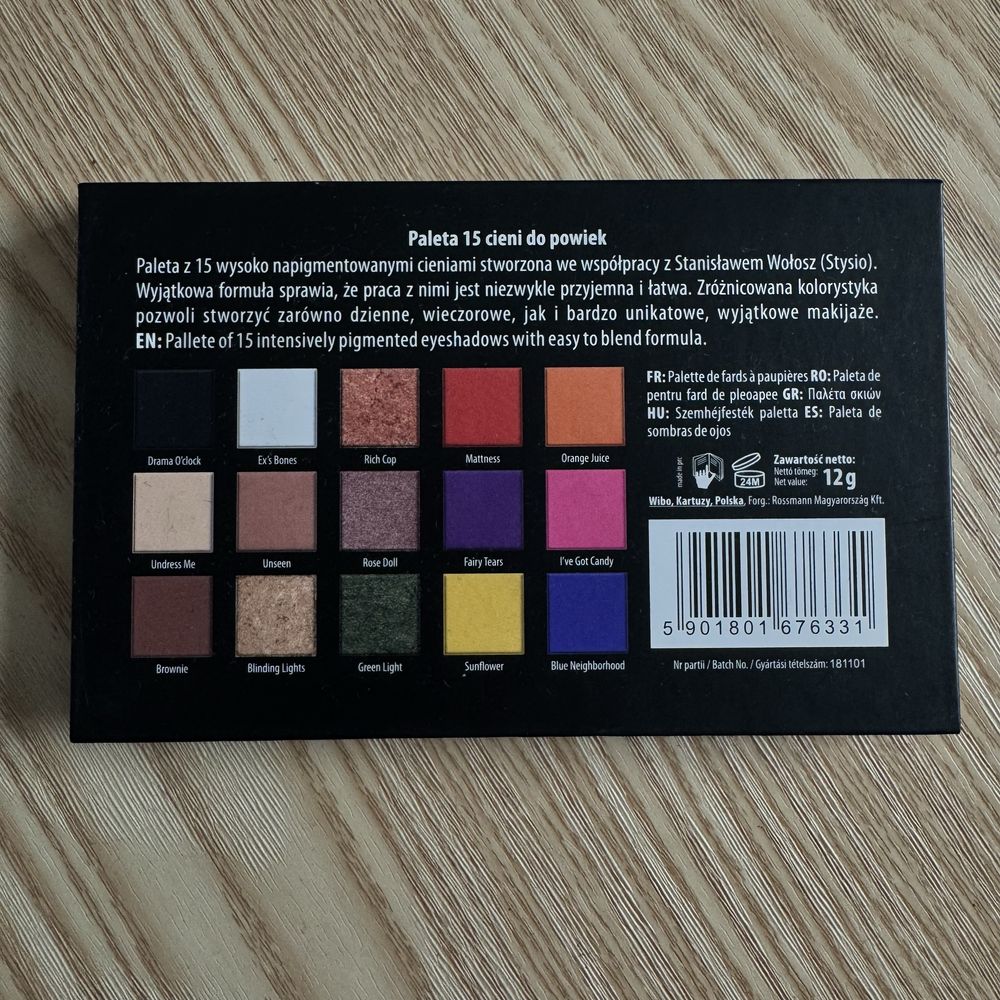 Paleta 15 cieni do powiek
Paleta z 15 wysoko napigmentowanymi cieniami stworzona we współpracy z Stanisławem Wołosz (Stysio).
Wyjątkowa formuła sprawia, że praca z nimi jest niezwykle przyjemna i łatwa. Zróżnicowana kolorystyka
pozwoli stworzyć zarówno dzienne, wieczorowe, jak i bardzo unikatowe, wyjątkowe makijaże.
EN: Pallete of 15 intensively pigmented eyeshadows with easy to blend formula.
Drama O'clock
Ex's Bones
Rich Cop
Mattness
Orange Juice
Undress Me
Unseen
Rose Doll
Fairy Tears
I've Got Candy
Brownie
Blinding Lights
Green Light
Sunflower
Blue Neighborhood
FR: Palette de fards à paupières RO: Paleta de
pentru fard de pleoapee GR: Παλέτα σκιών
HU: Szemhéjfesték paletta ES: Paleta de
sombras de ojos
made in prc
24M
Zawartość netto:
Nettó tömeg:
Net value:
12 g
Wibo, Kartuzy, Polska, Forg.: Rossmann Magyarország Kft.
5 901801 676331
Nr partii / Batch No. / Gyártási tételszám: 181101